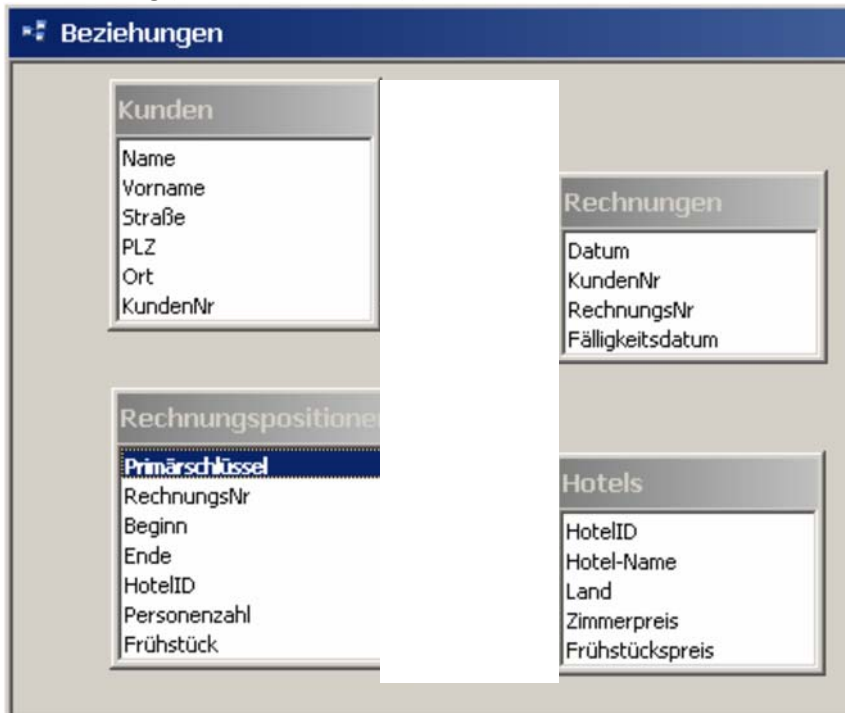 Beziehungen
Kunden
Name
Vorname
Straße
PLZ
Ort
KundenNr
Rechnungen
Datum
KundenNr
RechnungsNr
Fälligkeitsdatum
Rechnungspositione
Primärschlüssel
RechnungsNr
Beginn
Ende
HotelID
Personenzahl
Frühstück
Hotels
HotelID
Hotel-Name
Land
Zimmerpreis
Frühstückspreis